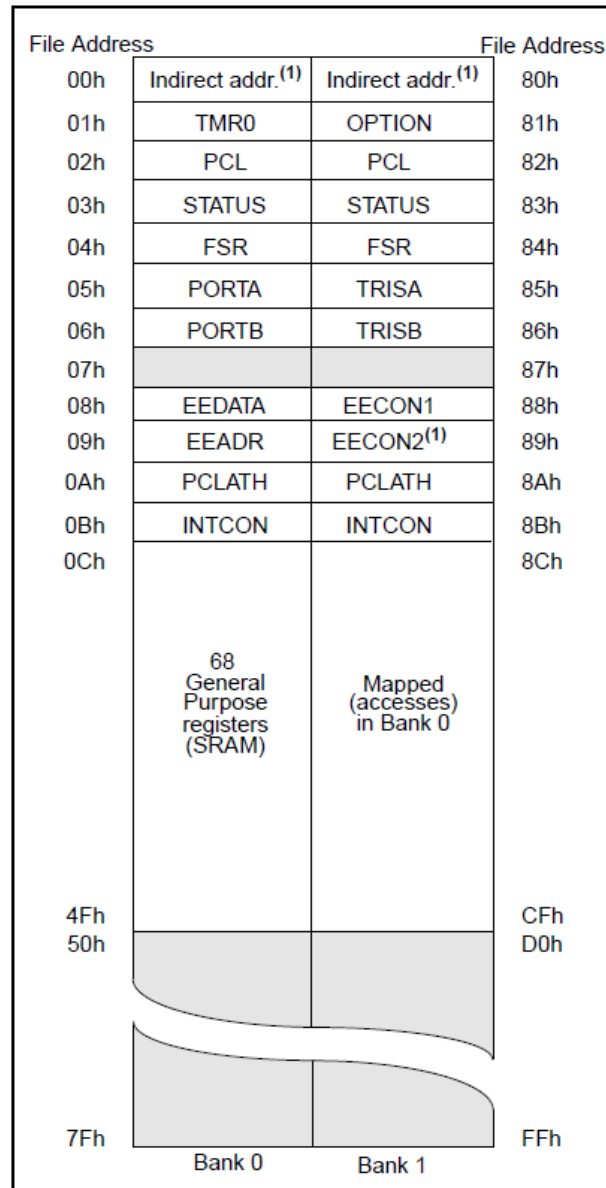 File Address File Address
00h Indirect addr.(1) Indirect addr.(1) 80h
01h TMR0 OPTION 81h
02h PCL PCL 82h
03h STATUS STATUS 83h
04h FSR FSR 84h
05h PORTA TRISA 85h
06h PORTB TRISB 86h
07h 87h
08h EEDATA EECON1 88h
09h EEADR EECON2(1) 89h
0Ah PCLATH PCLATH 8Ah
0Bh INTCON INTCON 8Bh
0Ch 8Ch
68
General
Purpose
registers
(SRAM)
Mapped
(accesses)
in Bank 0
4Fh CFh
50h D0h
7Fh FFh
Bank 0 Bank 1